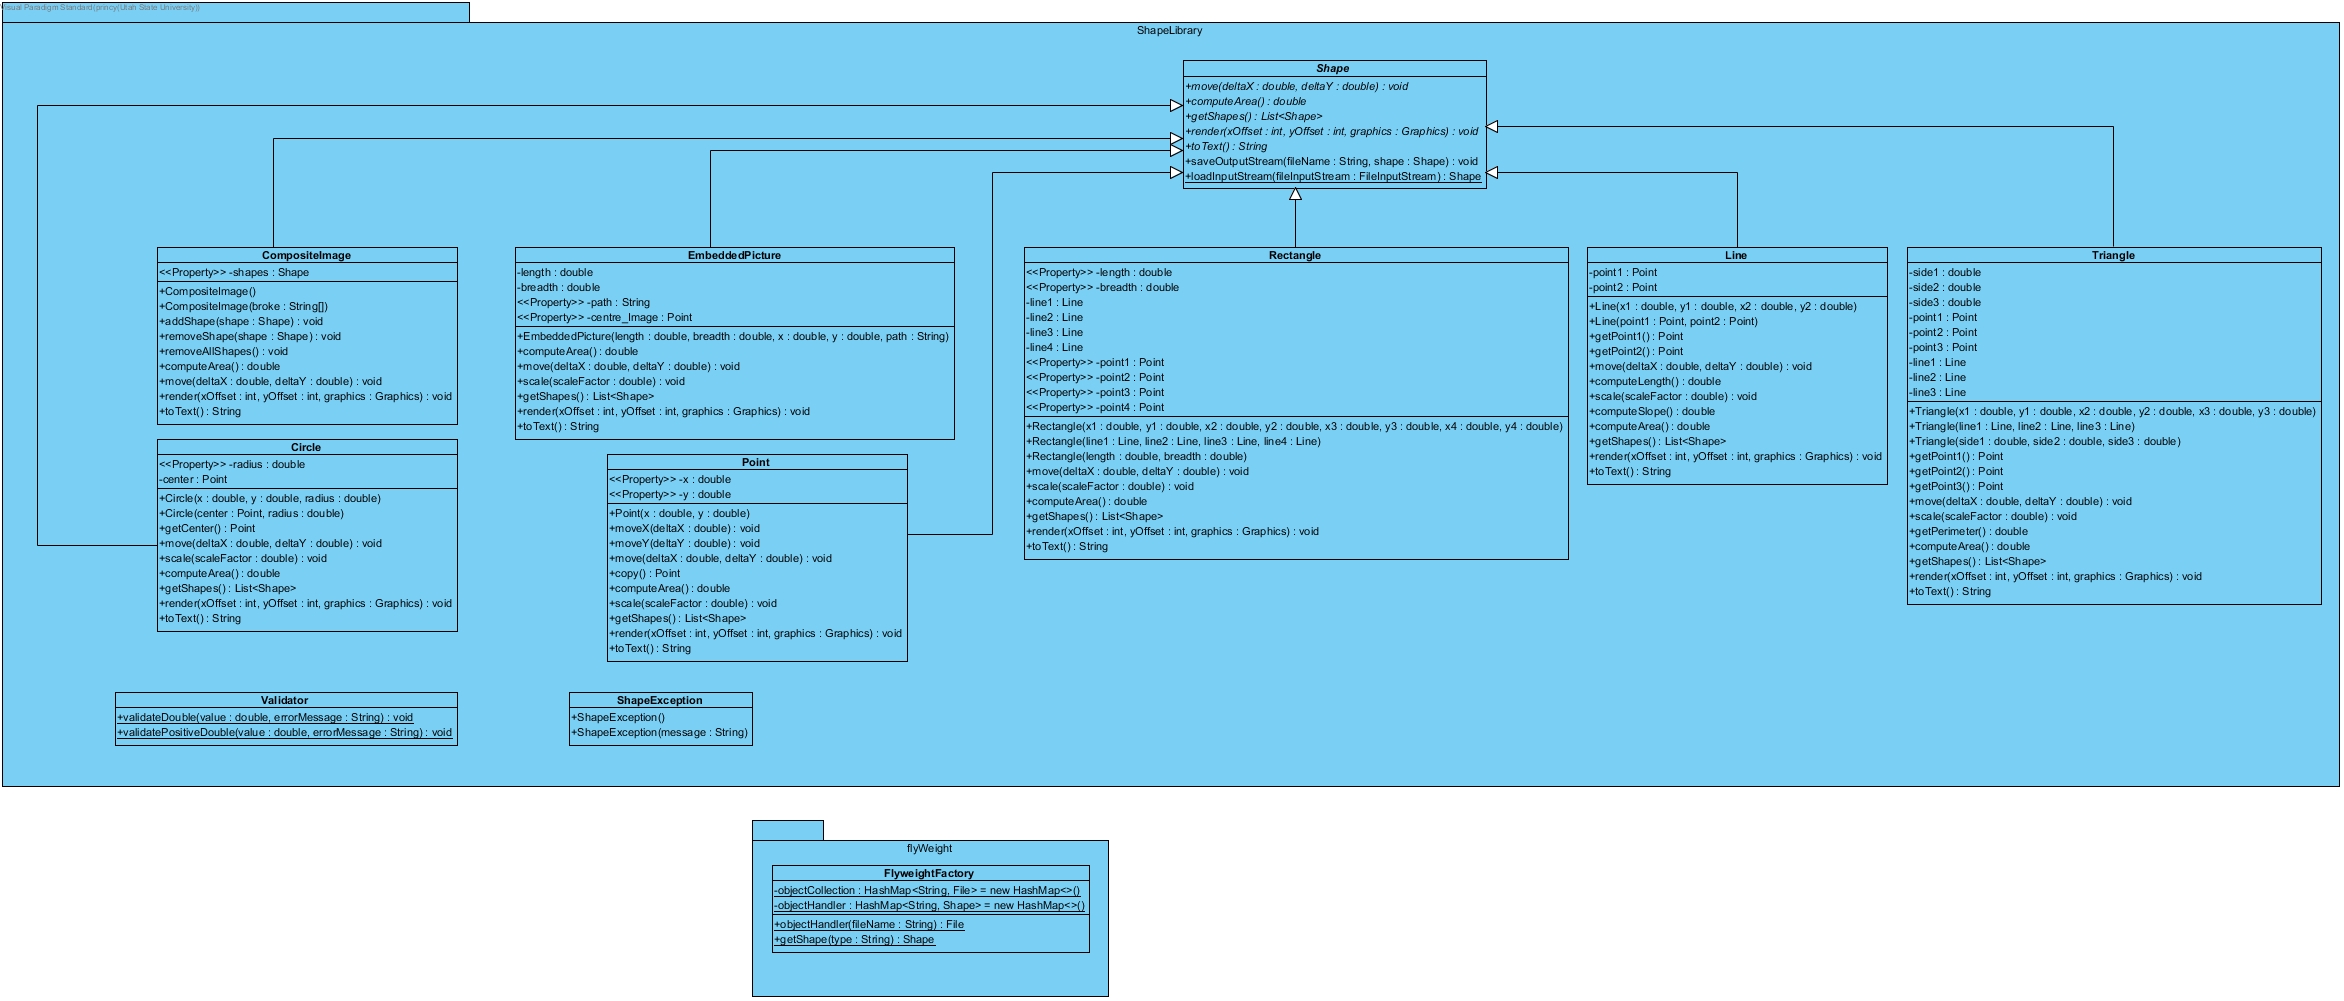 Visual Paradigm Standard(princy(Utah State University))
ShapeLibrary
Shape
+move(deltaX : double, deltaY : double) : void
+computeArea() : double
+getShapes() : List<Shape>
+render(xOffset : int, yOffset : int, graphics : Graphics) : void
+toText() : String
+saveOutputStream(fileName : String, shape : Shape) : void
+loadInputStream(fileInputStream : FileInputStream) : Shape
CompositeImage
<<Property>> -shapes : Shape
+CompositeImage()
+CompositeImage(broke : String[])
+addShape(shape : Shape) : void
+removeShape(shape : Shape) : void
+removeAllShapes() : void
+computeArea() : double
+move(deltaX : double, deltaY : double) : void
+render(xOffset : int, yOffset : int, graphics : Graphics) : void
+toText() : String
EmbeddedPicture
-length : double
-breadth : double
<<Property>> -path : String
<<Property>> -centre_Image : Point
+EmbeddedPicture(length : double, breadth : double, x : double, y : double, path : String)
+computeArea() : double
+move(deltaX : double, deltaY : double) : void
+scale(scaleFactor : double) : void
+getShapes() : List<Shape>
+render(xOffset : int, yOffset : int, graphics : Graphics) : void
+toText() : String
Rectangle
<<Property>> -length : double
<<Property>> -breadth : double
-line1 : Line
-line2 : Line
-line3 : Line
-line4 : Line
<<Property>> -point1 : Point
<<Property>> -point2 : Point
<<Property>> -point3 : Point
<<Property>> -point4 : Point
+Rectangle(x1 : double, y1 : double, x2 : double, y2 : double, x3 : double, y3 : double, x4 : double, y4 : double)
+Rectangle(line1 : Line, line2 : Line, line3 : Line, line4 : Line)
+Rectangle(length : double, breadth : double)
+move(deltaX : double, deltaY : double) : void
+scale(scaleFactor : double) : void
+computeArea() : double
+getShapes() : List<Shape>
+render(xOffset : int, yOffset : int, graphics : Graphics) : void
+toText() : String
Line
-point1 : Point
-point2 : Point
+Line(x1 : double, y1 : double, x2 : double, y2 : double)
+Line(point1 : Point, point2 : Point)
+getPoint1() : Point
+getPoint2() : Point
+move(deltaX : double, deltaY : double) : void
+computeLength() : double
+scale(scaleFactor : double) : void
+computeSlope() : double
+computeArea() : double
+getShapes() : List<Shape>
+render(xOffset : int, yOffset : int, graphics : Graphics) : void
+toText() : String
Triangle
-side1 : double
-side2 : double
-side3 : double
-point1 : Point
-point2 : Point
-point3 : Point
-line1 : Line
-line2 : Line
-line3 : Line
+Triangle(x1 : double, y1 : double, x2 : double, y2 : double, x3 : double, y3 : double)
+Triangle(line1 : Line, line2 : Line, line3 : Line)
+Triangle(side1 : double, side2 : double, side3 : double)
+getPoint1() : Point
+getPoint2() : Point
+getPoint3() : Point
+move(deltaX : double, deltaY : double) : void
+scale(scaleFactor : double) : void
+getPerimeter() : double
+computeArea() : double
+getShapes() : List<Shape>
+render(xOffset : int, yOffset : int, graphics : Graphics) : void
+toText() : String
Circle
<<Property>> -radius : double
-center : Point
+Circle(x : double, y : double, radius : double)
+Circle(center : Point, radius : double)
+getCenter() : Point
+move(deltaX : double, deltaY : double) : void
+scale(scaleFactor : double) : void
+computeArea() : double
+getShapes() : List<Shape>
+render(xOffset : int, yOffset : int, graphics : Graphics) : void
+toText() : String
Point
<<Property>> -x : double
<<Property>> -y : double
+Point(x : double, y : double)
+moveX(deltaX : double) : void
+moveY(deltaY : double) : void
+move(deltaX : double, deltaY : double) : void
+copy() : Point
+computeArea() : double
+scale(scaleFactor : double) : void
+getShapes() : List<Shape>
+render(xOffset : int, yOffset : int, graphics : Graphics) : void
+toText() : String
Validator
+validateDouble(value : double, errorMessage : String) : void
+validatePositiveDouble(value : double, errorMessage : String) : void
ShapeException
+ShapeException()
+ShapeException(message : String)
flyWeight
FlyweightFactory
-objectCollection : HashMap<String, File> = new HashMap<>()
-objectHandler : HashMap<String, Shape> = new HashMap<>()
+objectHandler(fileName : String) : File
+getShape(type : String) : Shape